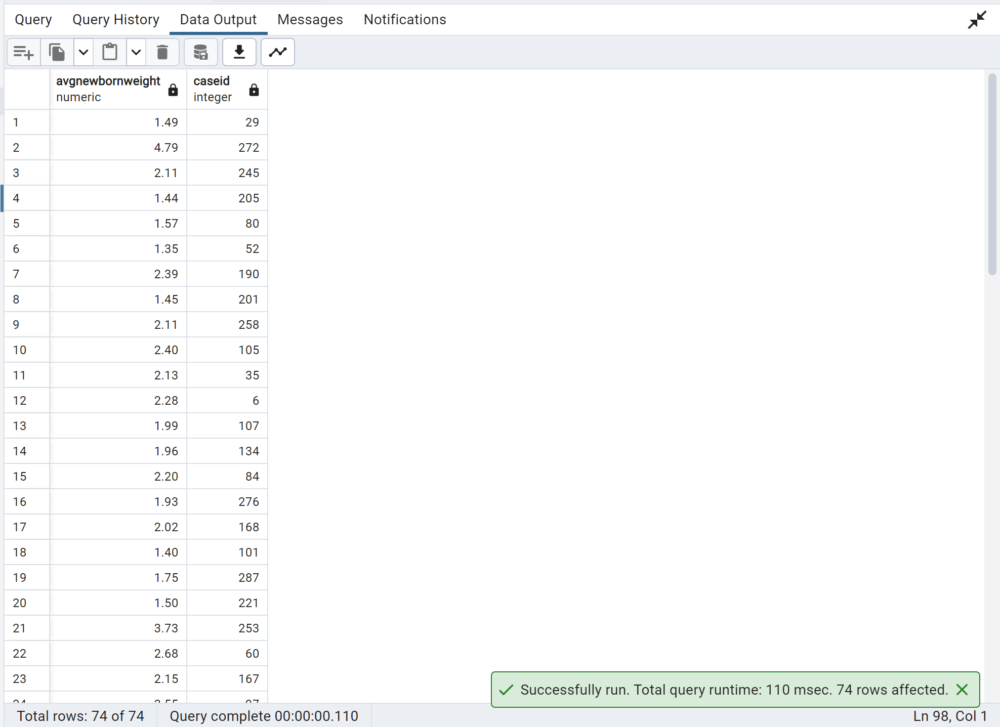 Query Query History Data Output Messages Notifications
avgnewbornweight caseid
numeric integer
1 1.49 29
2 4.79 272
3 2.11 245
4 1.44 205
5 1.57 80
6 1.35 52
7 2.39 190
8 1.45 201
9 2.11 258
10 2.40 105
11 2.13 35
12 2.28 6
13 1.99 107
14 1.96 134
15 2.20 84
16 1.93 276
17 2.02 168
18 1.40 101
19 1.75 287
20 1.50 221
21 3.73 253
22 2.68 60
23 2.15 167
Successfully run. Total query runtime: 110 msec. 74 rows affected.
Total rows: 74 of 74 Query complete 00:00:00.110 Ln 98, Col 1